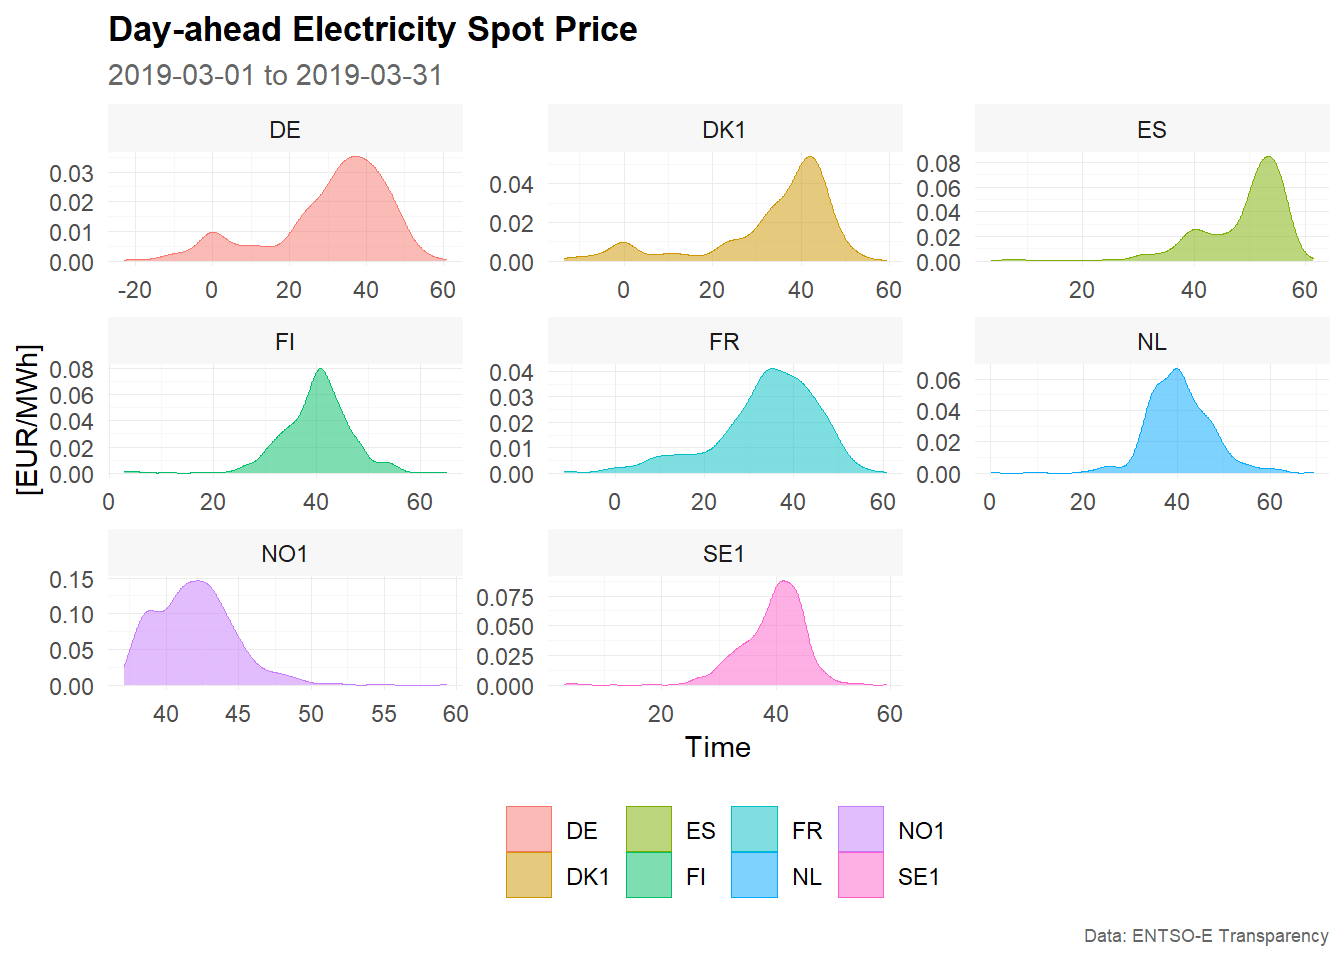 Day-ahead Electricity Spot Price
2019-03-01 to 2019-03-31
DE
DK1
ES
0.03
0.02
0.01
0.00
-20 0 20 40 60
0.04
0.02
0.00
0 20 40 60
0.08
0.06
0.04
0.02
0.00
20 40 60
[EUR/MWh]
FI
FR
NL
0.08
0.06
0.04
0.02
0.00
0 20 40 60
0.04
0.03
0.02
0.01
0.00
0 20 40 60
0.06
0.04
0.02
0.00
0 20 40 60
NO1
SE1
0.15
0.10
0.05
0.00
40 45 50 55 60
0.075
0.050
0.025
0.000
20 40 60
Time
DE ES FR NO1
DK1 FI NL SE1
Data: ENTSO-E Transparency